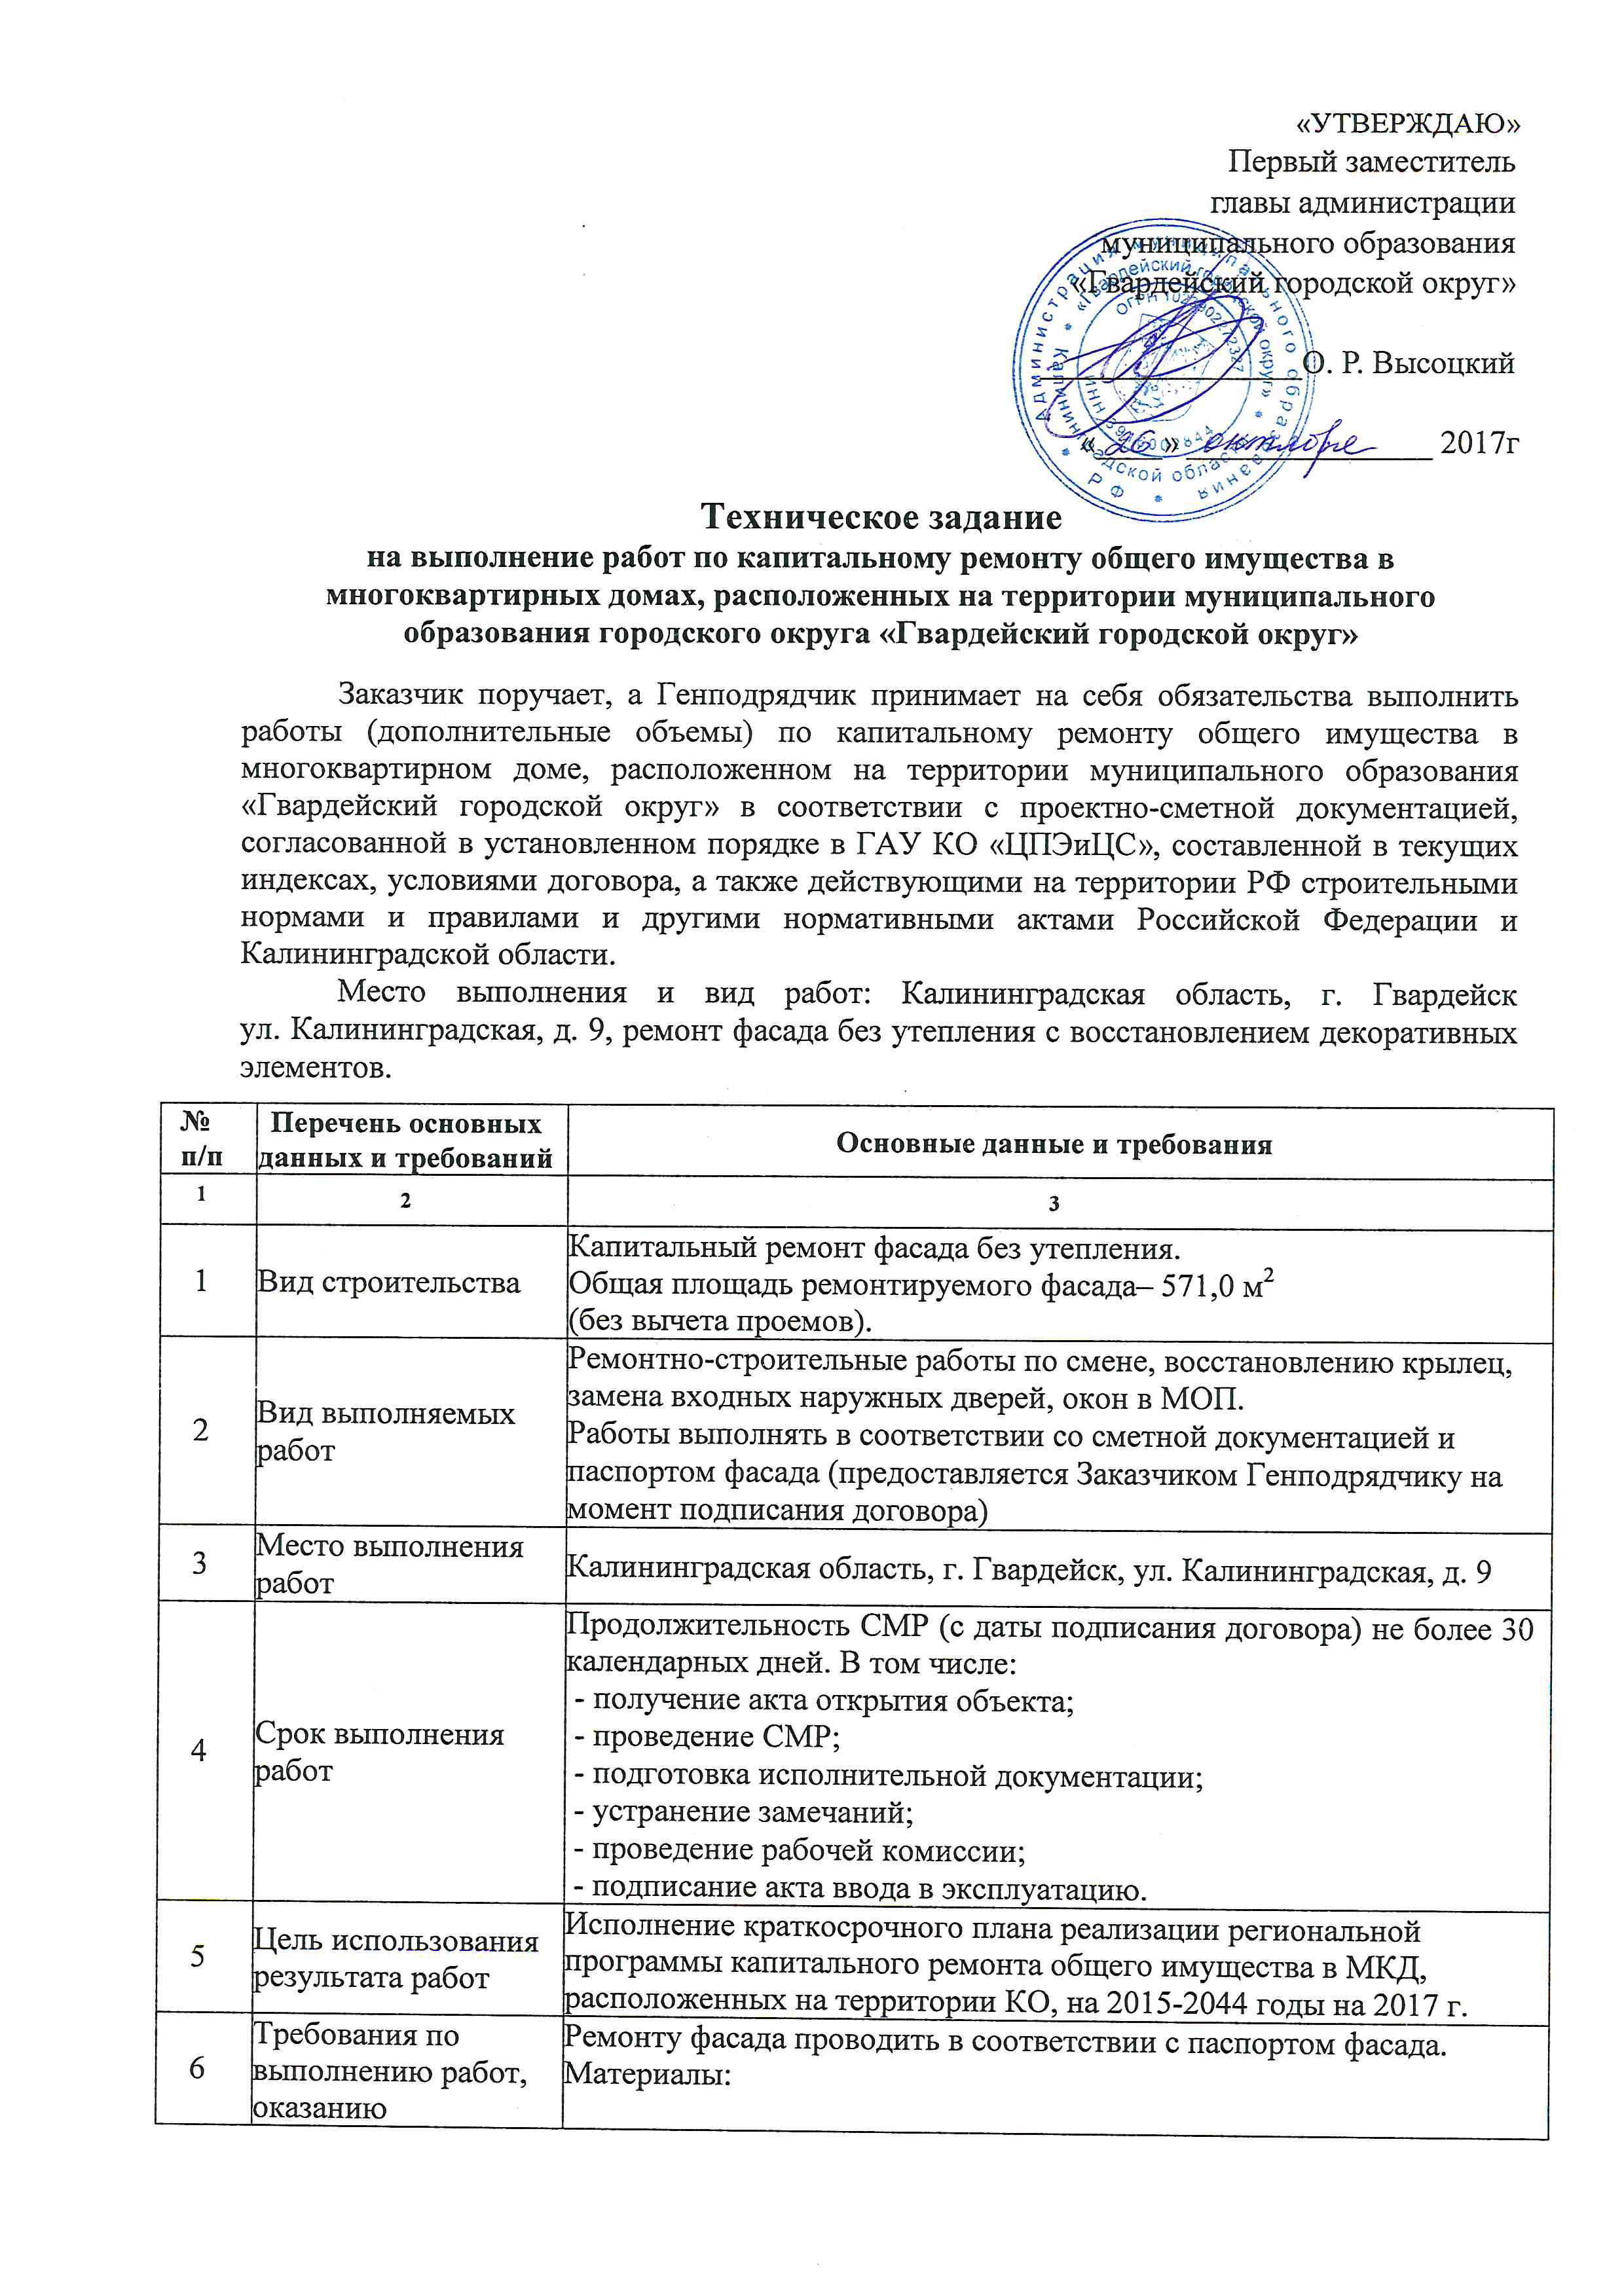 «УТВЕРЖДАЮ»
Первый заместитель
главы администрации
муниципального образования
«Гвардейский городской округ»
О. Р. Высоцкий
«26» октября 2017г
Администрация муниципального образования
«Гвардейский городской округ»
Калининградской области
РФ
ОГРН
ИНН
Техническое задание
на выполнение работ по капитальному ремонту общего имущества в
многоквартирных домах, расположенных на территории муниципального
образования городского округа «Гвардейский городской округ»
Заказчик поручает, а Генподрядчик принимает на себя обязательства выполнить
работы (дополнительные объемы) по капитальному ремонту общего имущества в
многоквартирном доме, расположенном на территории муниципального образования
«Гвардейский городской округ» в соответствии с проектно-сметной документацией,
согласованной в установленном порядке в ГАУ КО «ЦПЭиЦС», составленной в текущих
индексах, условиями договора, а также действующими на территории РФ строительными
нормами и правилами и другими нормативными актами Российской Федерации и
Калининградской области.
Место выполнения и вид работ: Калининградская область, г. Гвардейск
ул. Калининградская, д. 9, ремонт фасада без утепления с восстановлением декоративных
элементов.
№ п/п
Перечень основных
данных и требований
Основные данные и требования
1 2 3
1
Вид строительства
Капитальный ремонт фасада без утепления.
Общая площадь ремонтируемого фасада– 571,0 м²
(без вычета проемов).
2
Вид выполняемых
работ
Ремонтно-строительные работы по смене, восстановлению крылец,
замена входных наружных дверей, окон в МОП.
Работы выполнять в соответствии со сметной документацией и
паспортом фасада (предоставляется Заказчиком Генподрядчику на
момент подписания договора)
3
Место выполнения
работ
Калининградская область, г. Гвардейск, ул. Калининградская, д. 9
4
Срок выполнения
работ
Продолжительность СМР (с даты подписания договора) не более 30
календарных дней. В том числе:
- получение акта открытия объекта;
- проведение СМР;
- подготовка исполнительной документации;
- устранение замечаний;
- проведение рабочей комиссии;
- подписание акта ввода в эксплуатацию.
5
Цель использования
результата работ
Исполнение краткосрочного плана реализации региональной
программы капитального ремонта общего имущества в МКД,
расположенных на территории КО, на 2015-2044 годы на 2017 г.
6
Требования по
выполнению работ,
оказанию
Ремонту фасада проводить в соответствии с паспортом фасада.
Материалы: